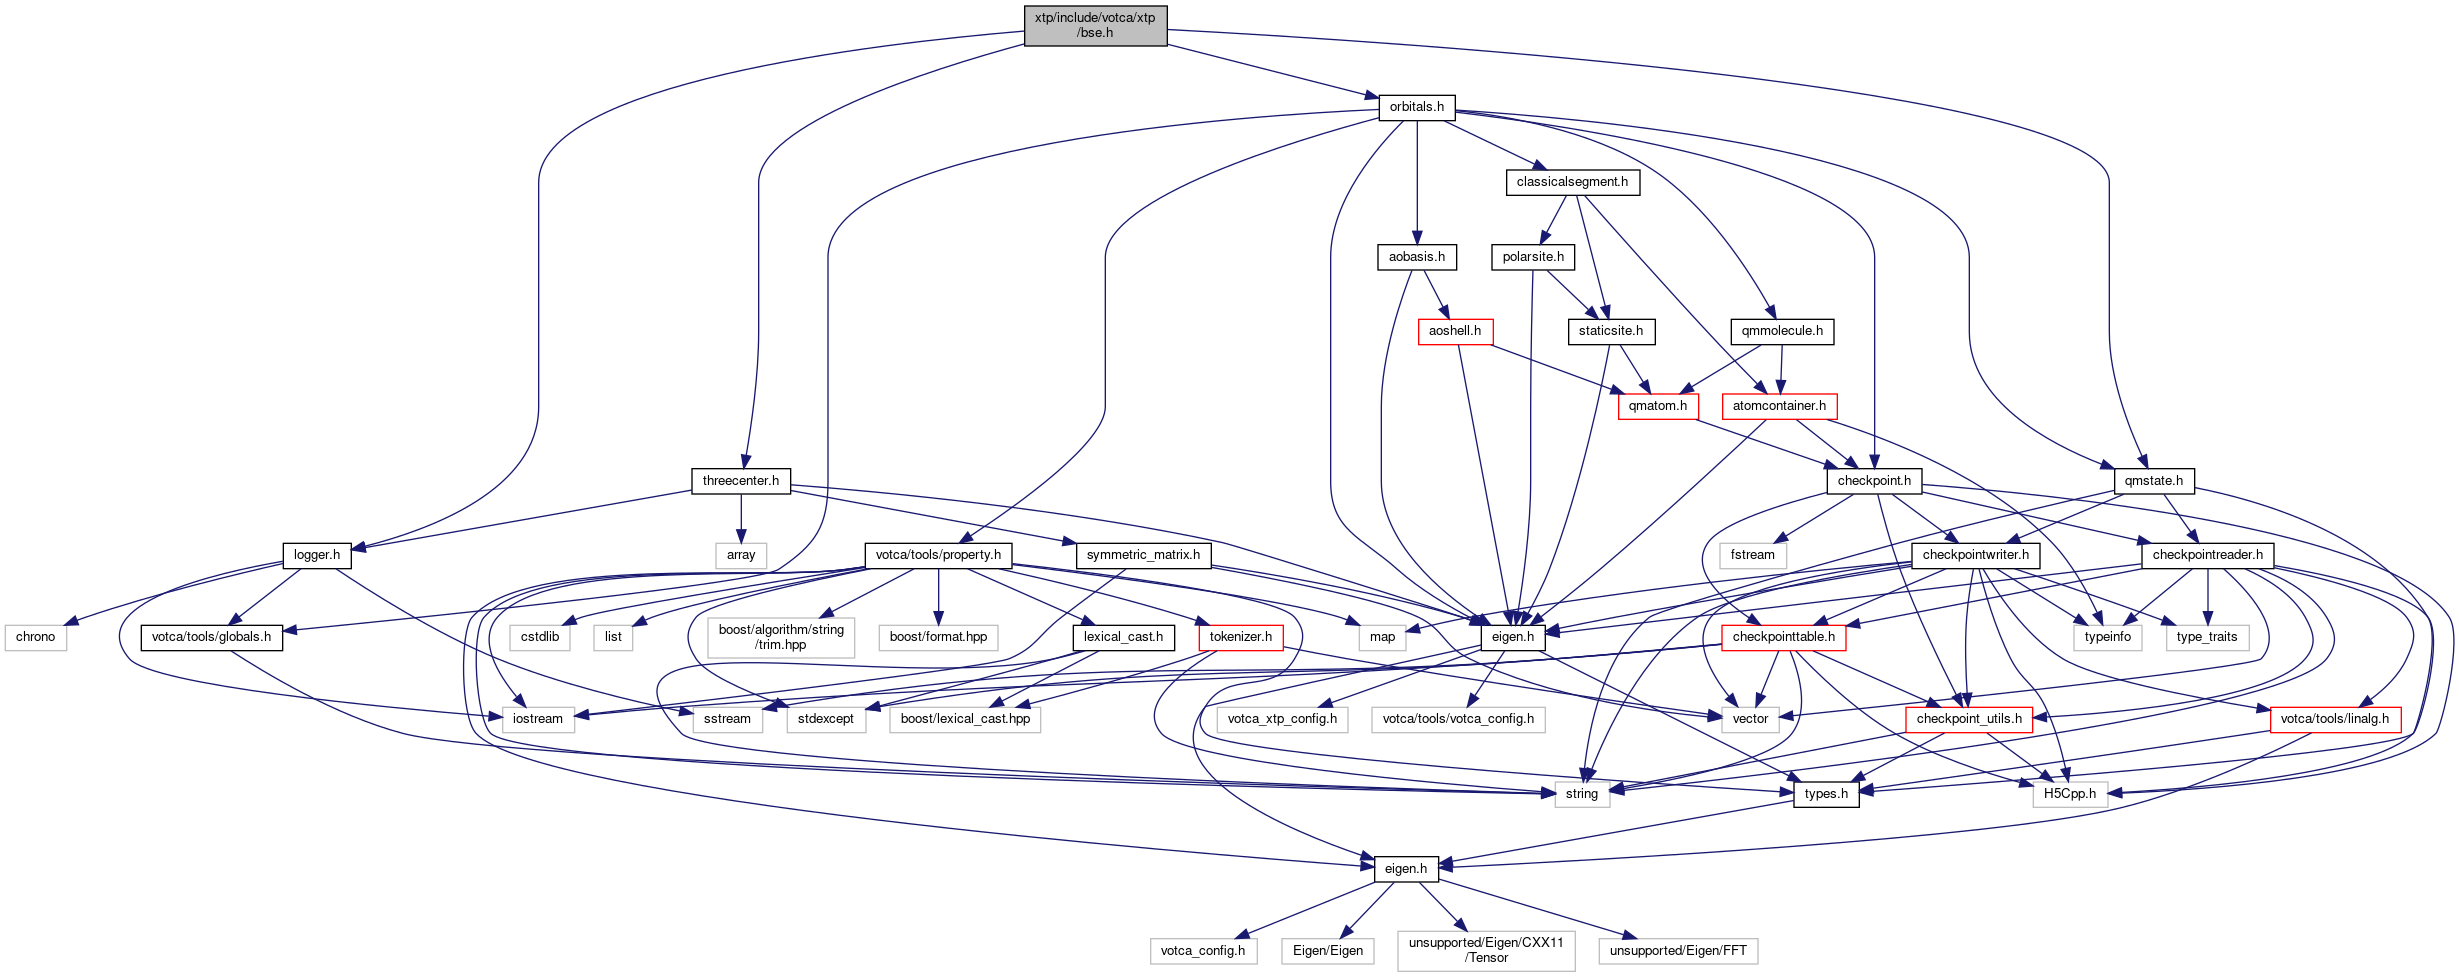 xtp/include/votca/xtp
/bse.h
orbitals.h
classicalsegment.h
aobasis.h
polarsite.h
aoshell.h
staticsite.h
qmmolecule.h
qmatom.h
atomcontainer.h
threecenter.h
checkpoint.h
qmstate.h
logger.h
array
votca/tools/property.h
symmetric_matrix.h
fstream
checkpointwriter.h
checkpointreader.h
chrono
votca/tools/globals.h
cstdlib
list
boost/algorithm/string
/trim.hpp
boost/format.hpp
lexical_cast.h
tokenizer.h
map
eigen.h
checkpointtable.h
typeinfo
type_traits
iostream
sstream
stdexcept
boost/lexical_cast.hpp
votca_xtp_config.h
votca/tools/votca_config.h
vector
checkpoint_utils.h
votca/tools/linalg.h
string
types.h
H5Cpp.h
eigen.h
votca_config.h
Eigen/Eigen
unsupported/Eigen/CXX11
/Tensor
unsupported/Eigen/FFT